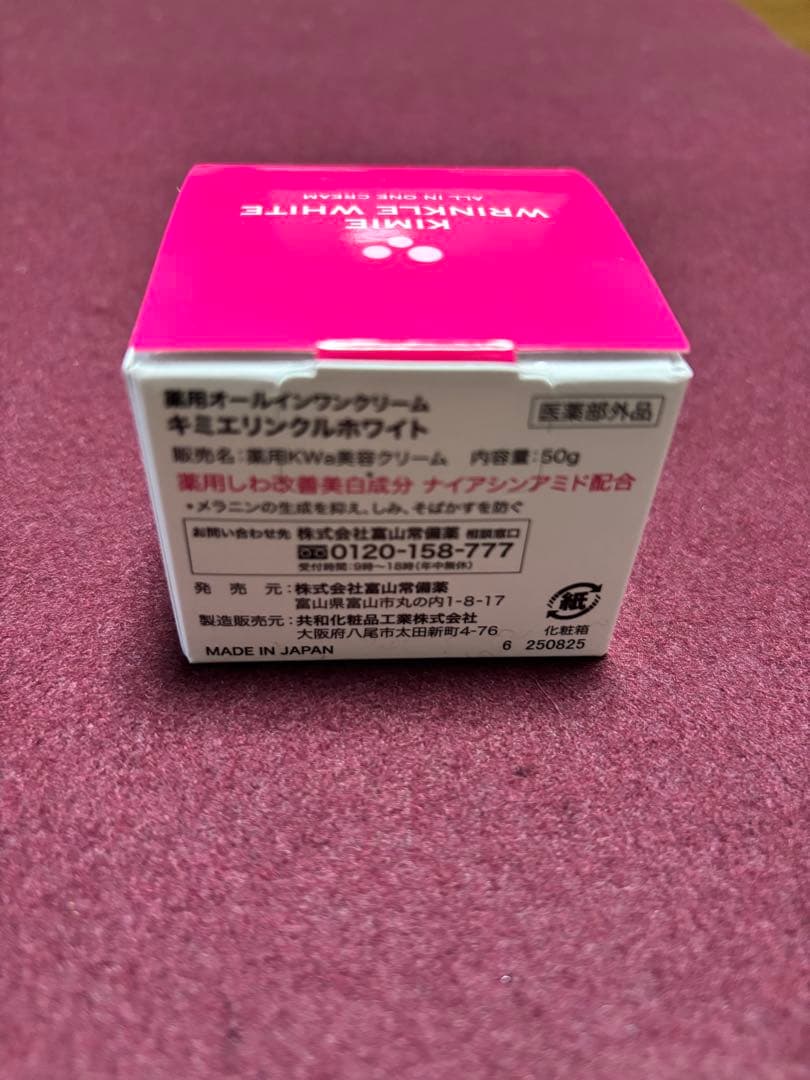 KIMIE
WRINKLE WHITE
ALL IN ONE CREAM
薬用オールインワンクリーム
キミエリンクルホワイト
医薬部外品
販売名:薬用KWa美容クリーム 内容量:50g
薬用しわ改善美白*成分 ナイアシンアミド配合
*メラニンの生成を抑え、しみ、そばかすを防ぐ
お問い合わせ先 株式会社富山常備薬 相談窓口
0120-158-777
受付時間:9時〜18時(年中無休)
発売元:株式会社富山常備薬
富山県富山市丸の内1-8-17
製造販売元:共和化粧品工業株式会社
大阪府八尾市太田新町4-76
紙
化粧箱
MADE IN JAPAN
6 250825